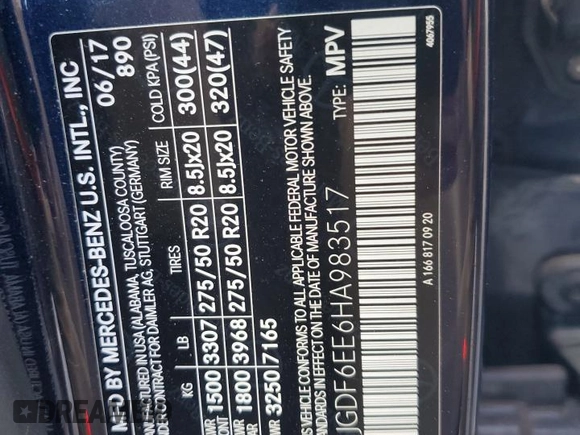 MFD BY MERCEDES-BENZ U.S. INTL., INC
IN USA (ALABAMA, TUSCALOOSA COUNTY) 06/17
CONTRACT FOR DAIMLER AG, STUTTGART (GERMANY) 890
KG LB TIRES RIM SIZE COLD KPA (PSI)
1500 3307 275/50 R20 8.5Jx20 300(44)
1800 3968 275/50 R20 8.5Jx20 320(47)
3250 7165
VEHICLE CONFORMS TO ALL APPLICABLE FEDERAL MOTOR VEHICLE SAFETY
IN EFFECT ON THE DATE OF MANUFACTURE SHOWN ABOVE.
JGDF6EE6HA983517 TYPE: MPV
A 166 817 09 20
4067955
FAXVIN